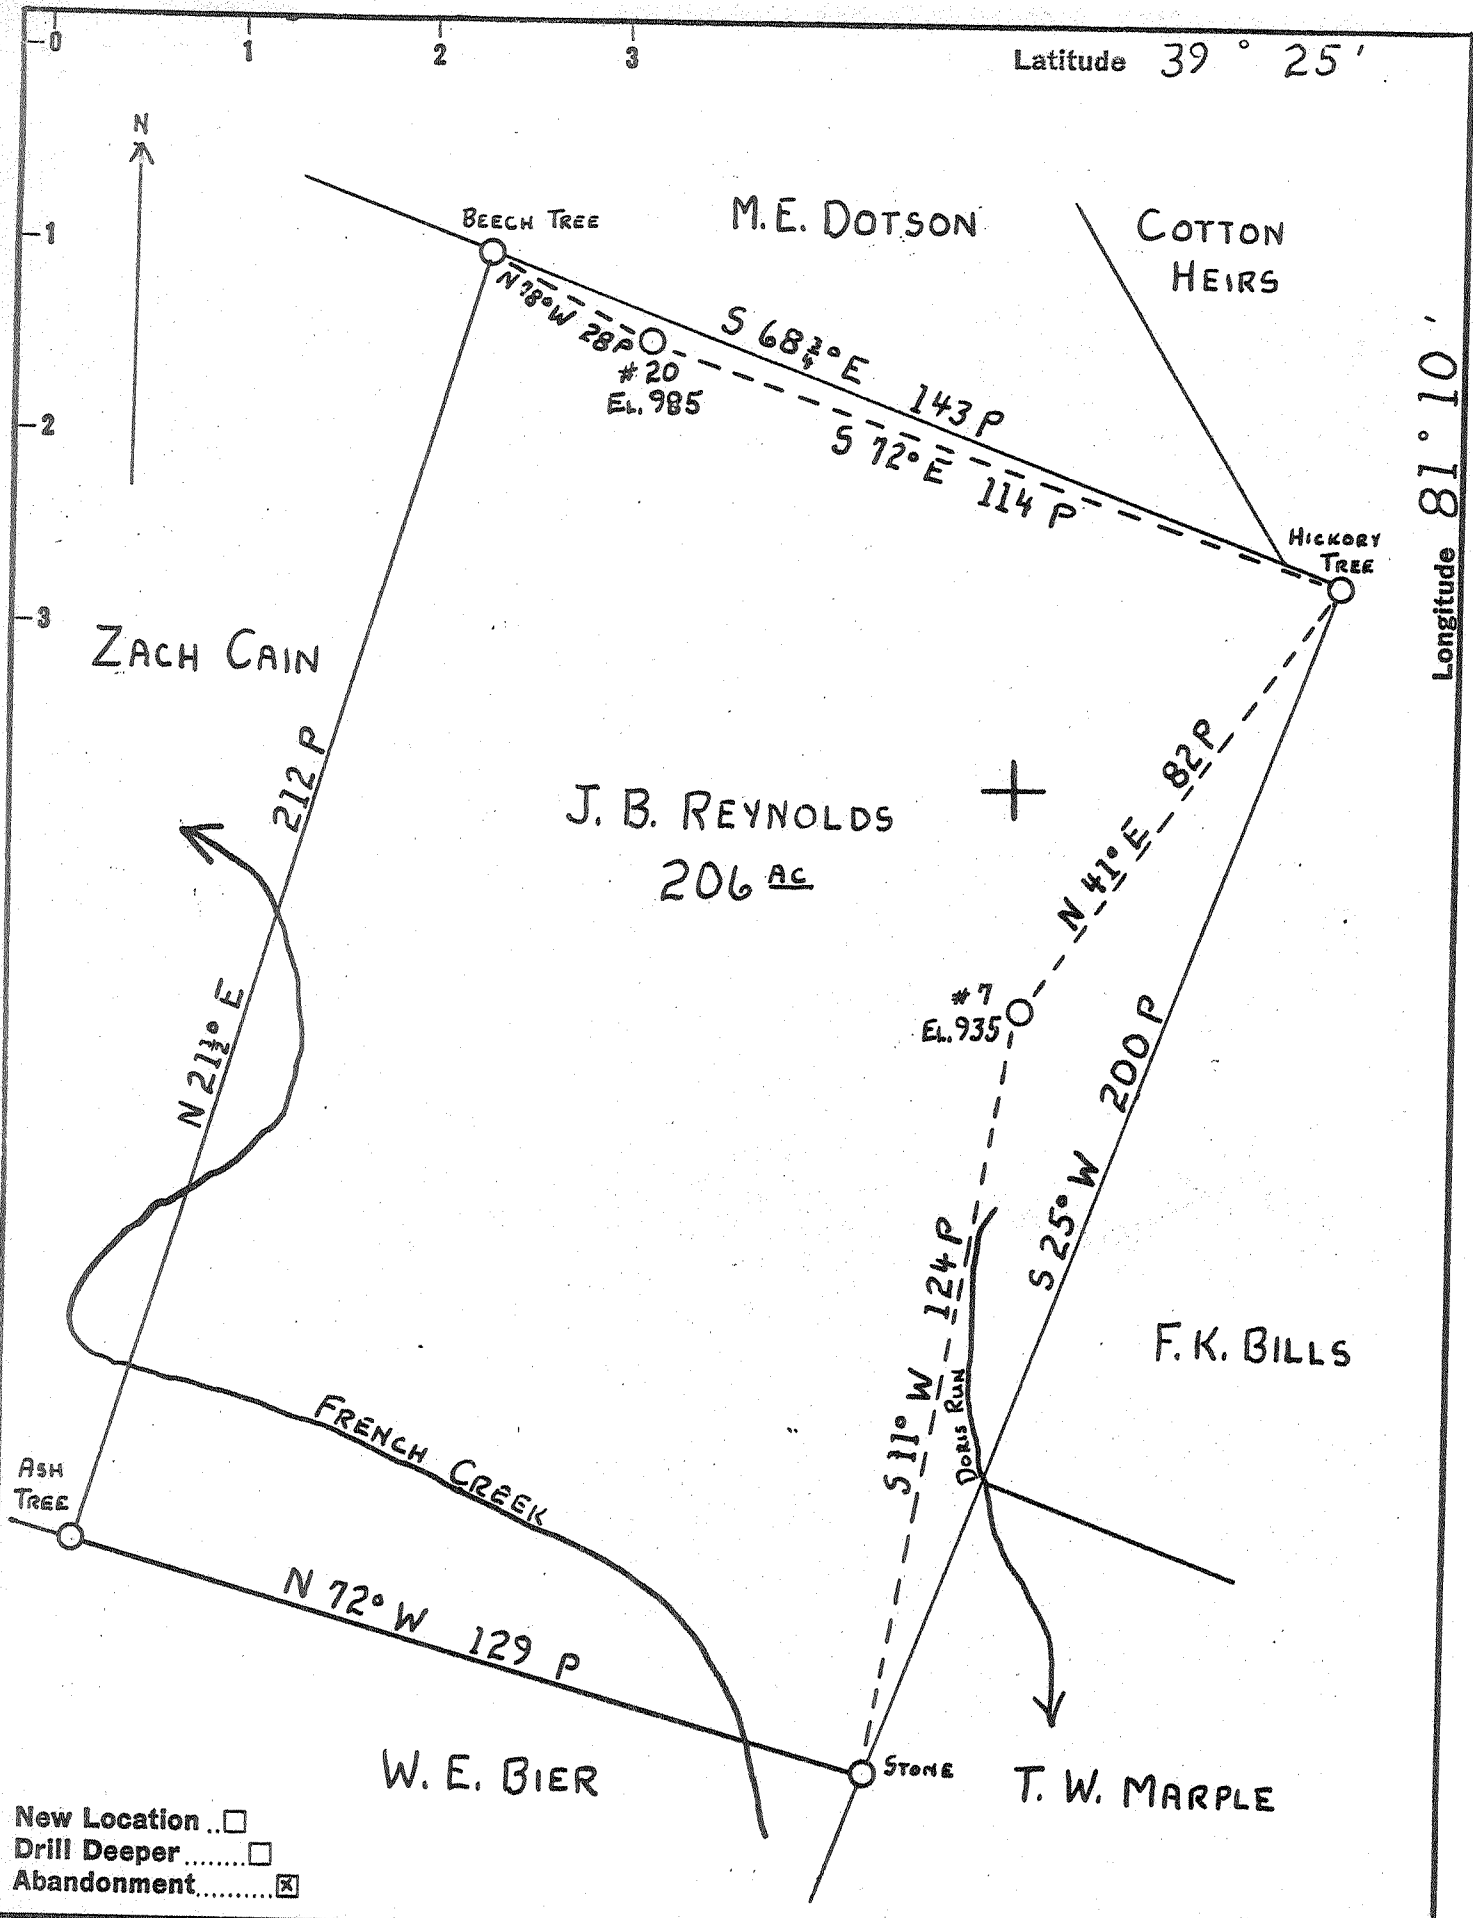 0
1
2
3
Latitude 39° 25'
N
1
BEECH TREE
M.E. DOTSON
COTTON
HEIRS
N 78° W 28P
#20
EL. 985
S 68¾° E 143 P
S 72° E 114 P
2
Longitude 81° 10'
HICKORY
TREE
3
ZACH CAIN
N 21½° E 212 P
J. B. REYNOLDS
206 AC
N 41° E 82 P
#7
EL. 935
S 25° W 200 P
S 11° W 124 P
DORIS RUN
F. K. BILLS
FRENCH CREEK
ASH
TREE
N 72° W 129 P
W. E. BIER
STONE
T. W. MARPLE
New Location ..☐
Drill Deeper ........☐
Abandonment..........☒